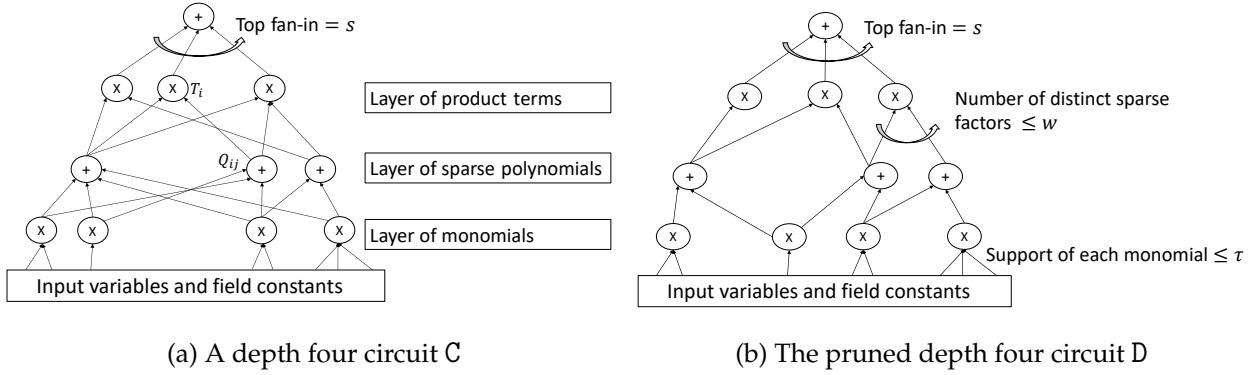 +
Top fan-in = s
x
x
T_i
x
Layer of product terms
Q_{ij}
+
+
+
Layer of sparse polynomials
x
x
x
x
Layer of monomials
Input variables and field constants
(a) A depth four circuit C
+
Top fan-in = s
x
x
x
Number of distinct sparse
factors ≤ w
+
+
+
x
x
x
x
Support of each monomial ≤ τ
Input variables and field constants
(b) The pruned depth four circuit D